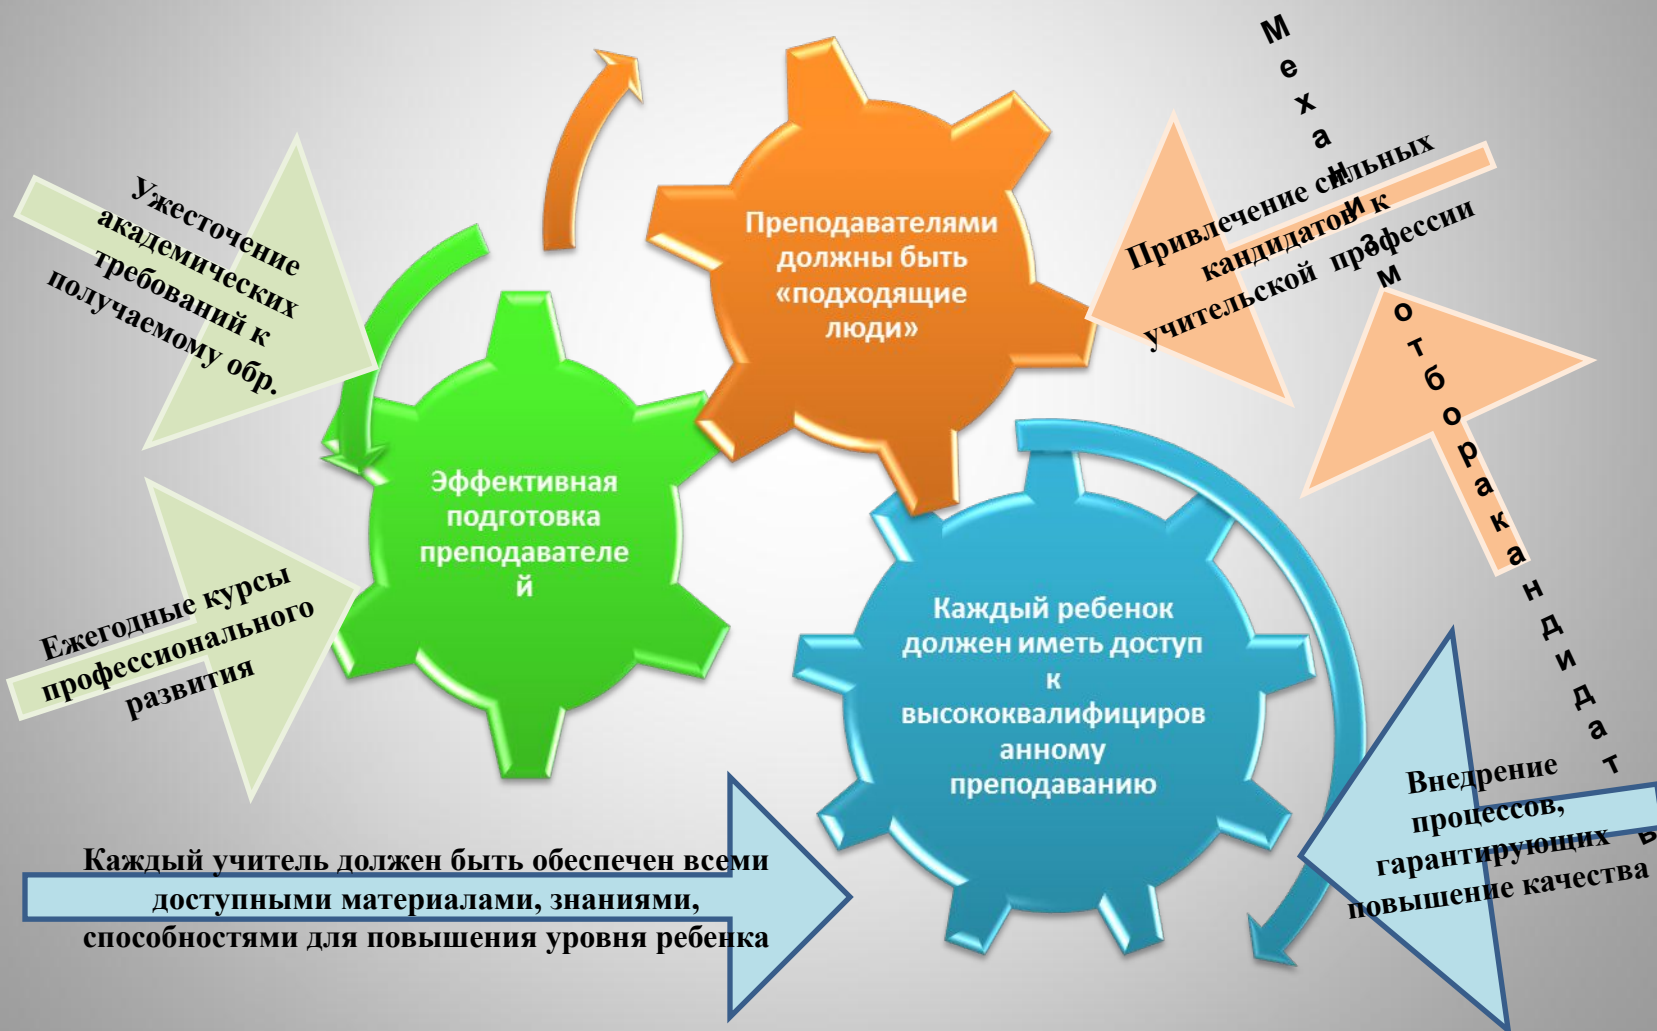 Ужесточение
академических
требований к
получаемому обр.
Ежегодные курсы
профессионального
развития
Преподавателями
должны быть
«подходящие
люди»
Эффективная
подготовка
преподавателе
й
Каждый ребенок
должен иметь доступ
к
высококвалифициров
анному
преподаванию
Привлечение сильных
кандидатов к
учительской профессии
Механизм отбора кандидатов
Внедрение
процессов,
гарантирующих
повышение качества
Каждый учитель должен быть обеспечен всеми
доступными материалами, знаниями,
способностями для повышения уровня ребенка